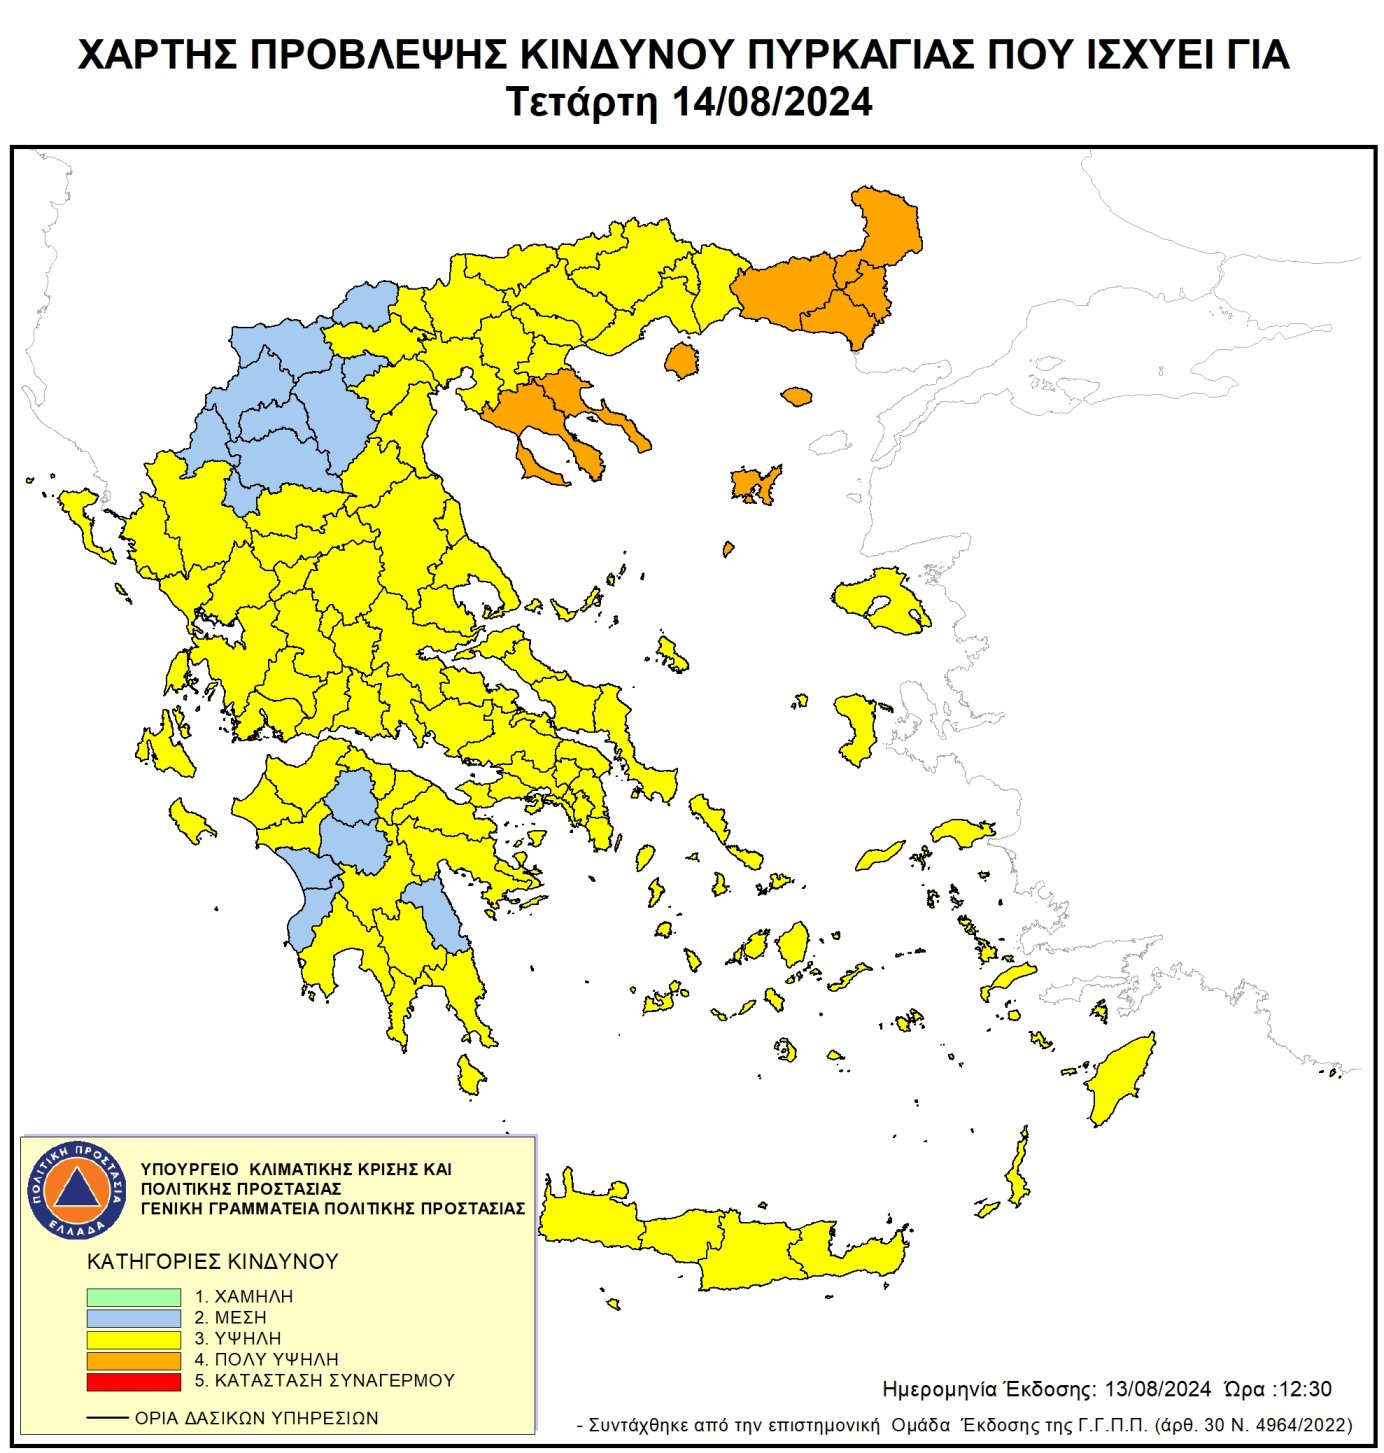 ΧΑΡΤΗΣ ΠΡΟΒΛΕΨΗΣ ΚΙΝΔΥΝΟΥ ΠΥΡΚΑΓΙΑΣ ΠΟΥ ΙΣΧΥΕΙ ΓΙΑ
Τετάρτη 14/08/2024
ΠΟΛΙΤΙΚΗ ΠΡΟΣΤΑΣΙΑ
ΕΛΛΑΔΑ
ΥΠΟΥΡΓΕΙΟ ΚΛΙΜΑΤΙΚΗΣ ΚΡΙΣΗΣ ΚΑΙ
ΠΟΛΙΤΙΚΗΣ ΠΡΟΣΤΑΣΙΑΣ
ΓΕΝΙΚΗ ΓΡΑΜΜΑΤΕΙΑ ΠΟΛΙΤΙΚΗΣ ΠΡΟΣΤΑΣΙΑΣ
ΚΑΤΗΓΟΡΙΕΣ ΚΙΝΔΥΝΟΥ
1. ΧΑΜΗΛΗ
2. ΜΕΣΗ
3. ΥΨΗΛΗ
4. ΠΟΛΥ ΥΨΗΛΗ
5. ΚΑΤΑΣΤΑΣΗ ΣΥΝΑΓΕΡΜΟΥ
ΟΡΙΑ ΔΑΣΙΚΩΝ ΥΠΗΡΕΣΙΩΝ
Ημερομηνία Έκδοσης: 13/08/2024 Ώρα :12:30
- Συντάχθηκε από την επιστημονική Ομάδα Έκδοσης της Γ.Γ.Π.Π. (άρθ. 30 Ν. 4964/2022)